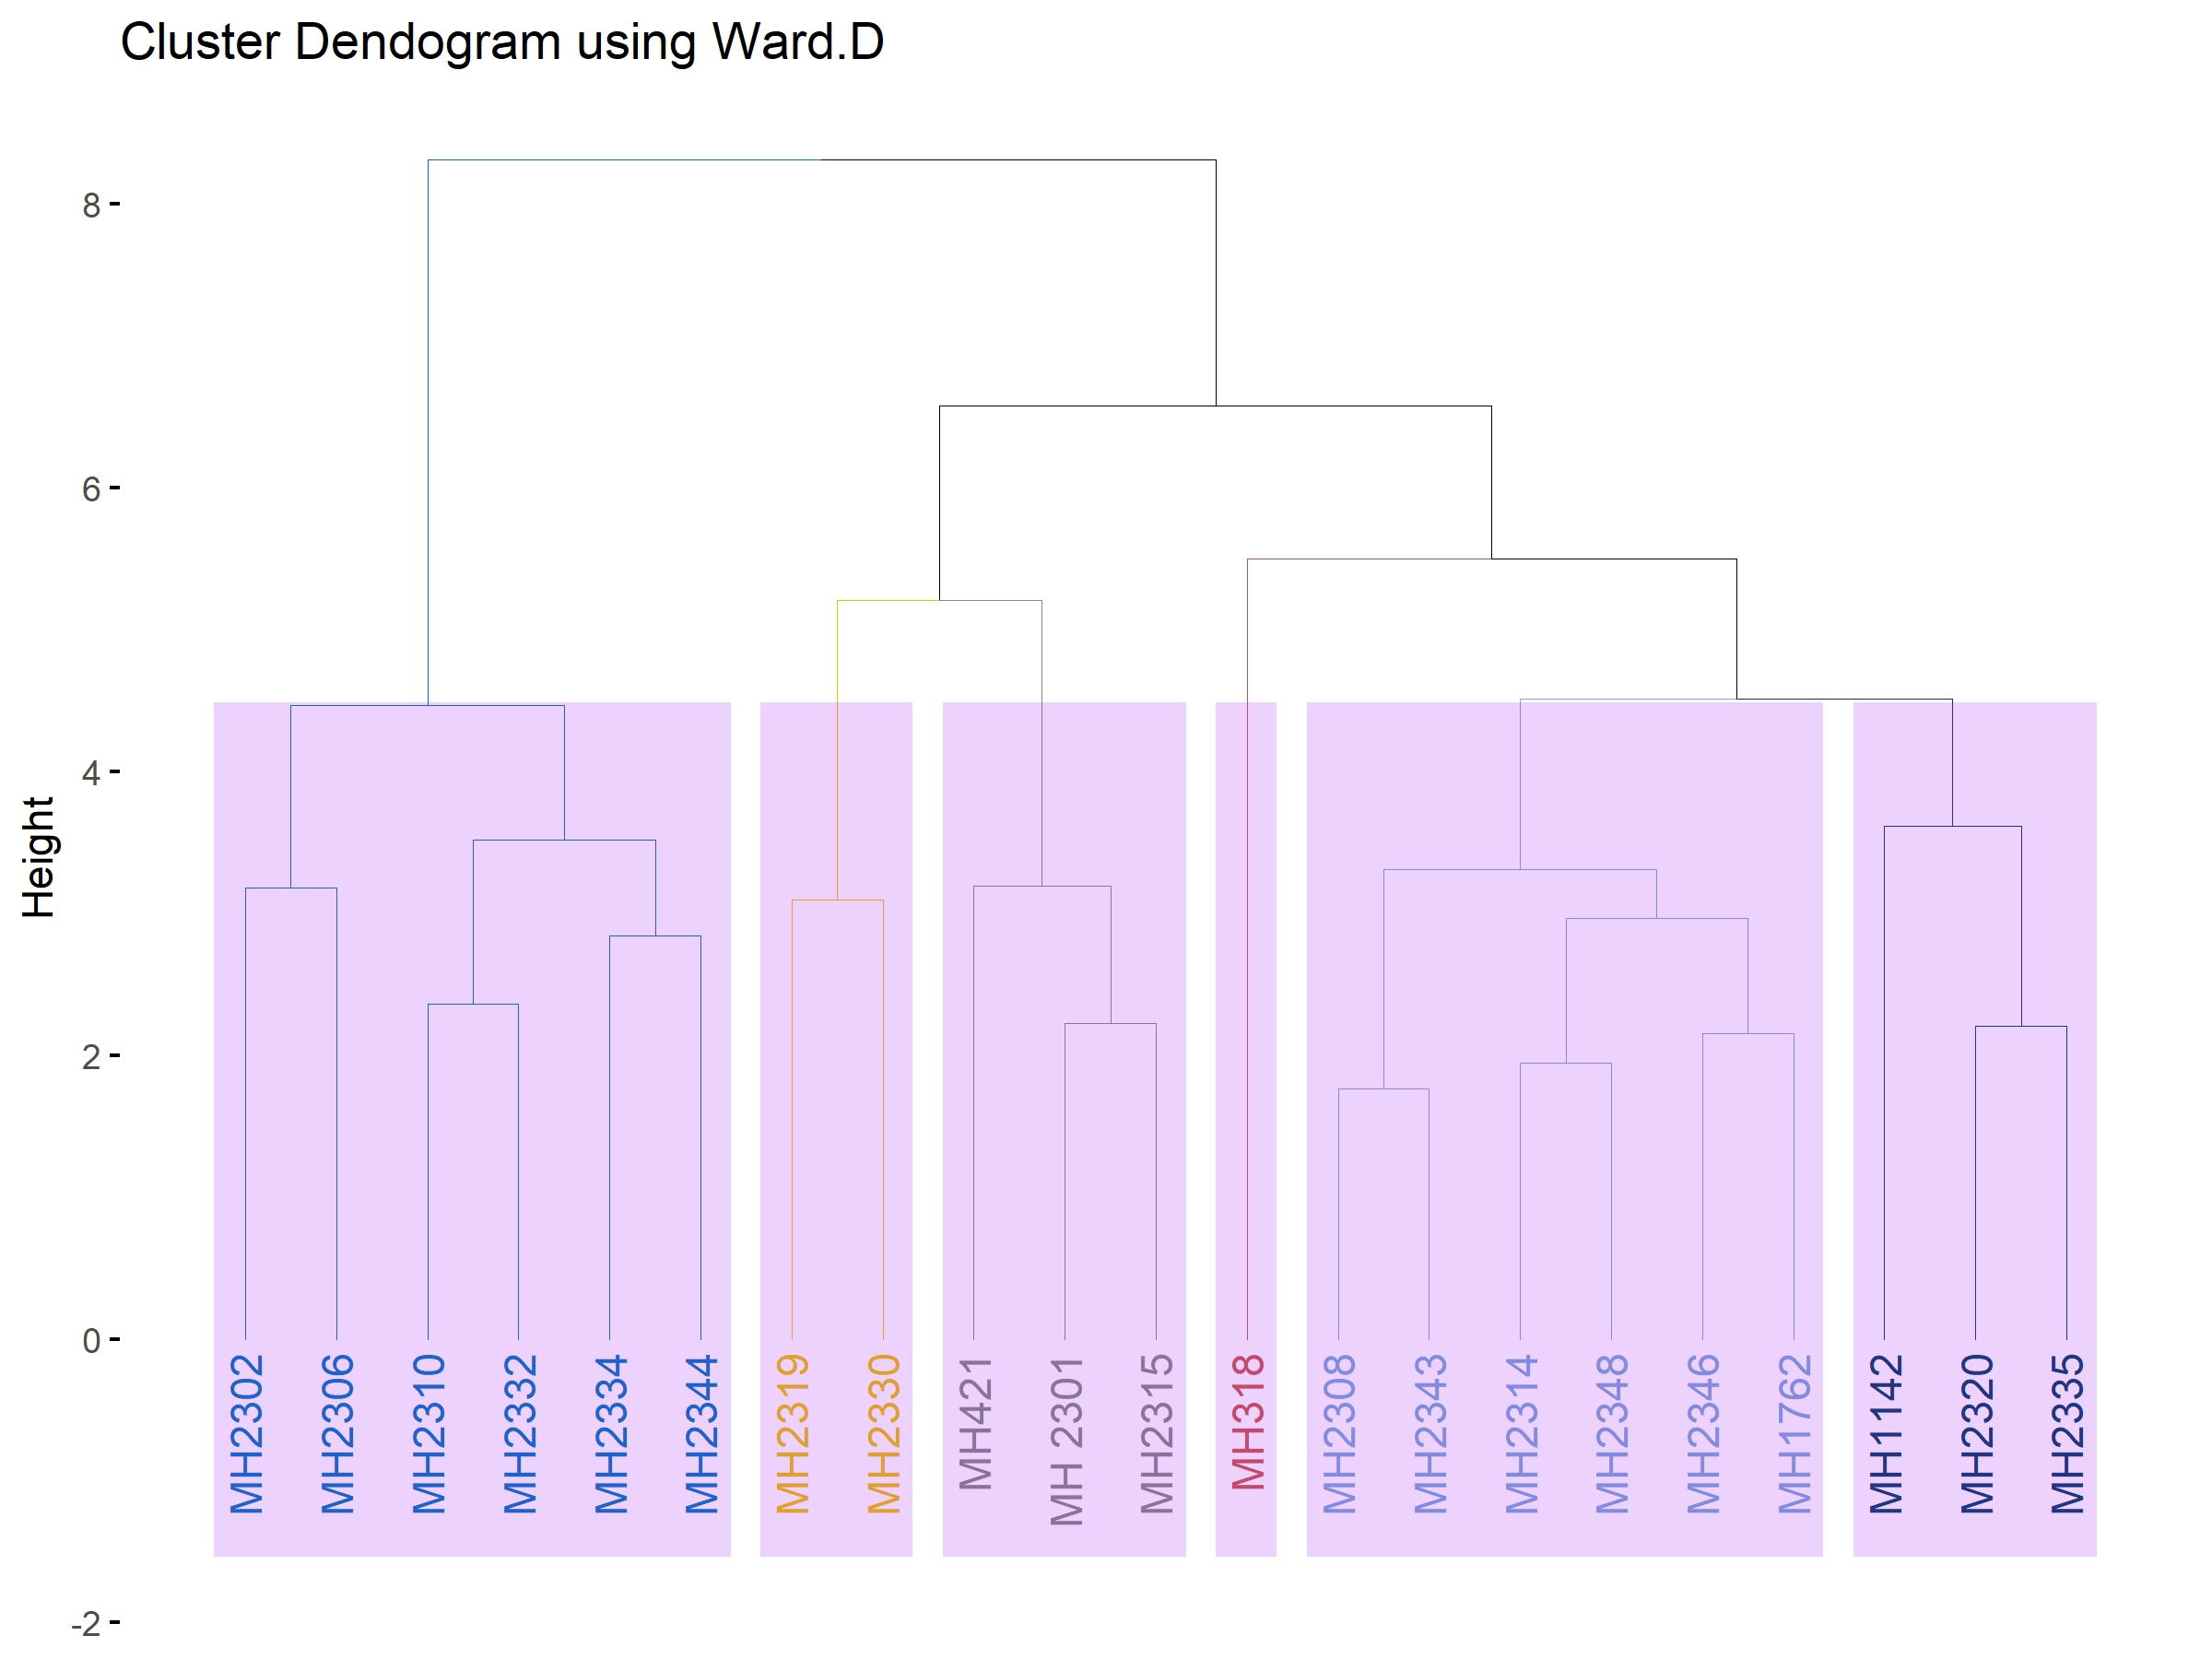 Cluster Dendogram using Ward.D
8
6
4
2
0
-2
Height
MH2302
MH2306
MH2310
MH2332
MH2334
MH2344
MH2319
MH2330
MH421
MH 2301
MH2315
MH318
MH2308
MH2343
MH2314
MH2348
MH2346
MH1762
MH1142
MH2320
MH2335